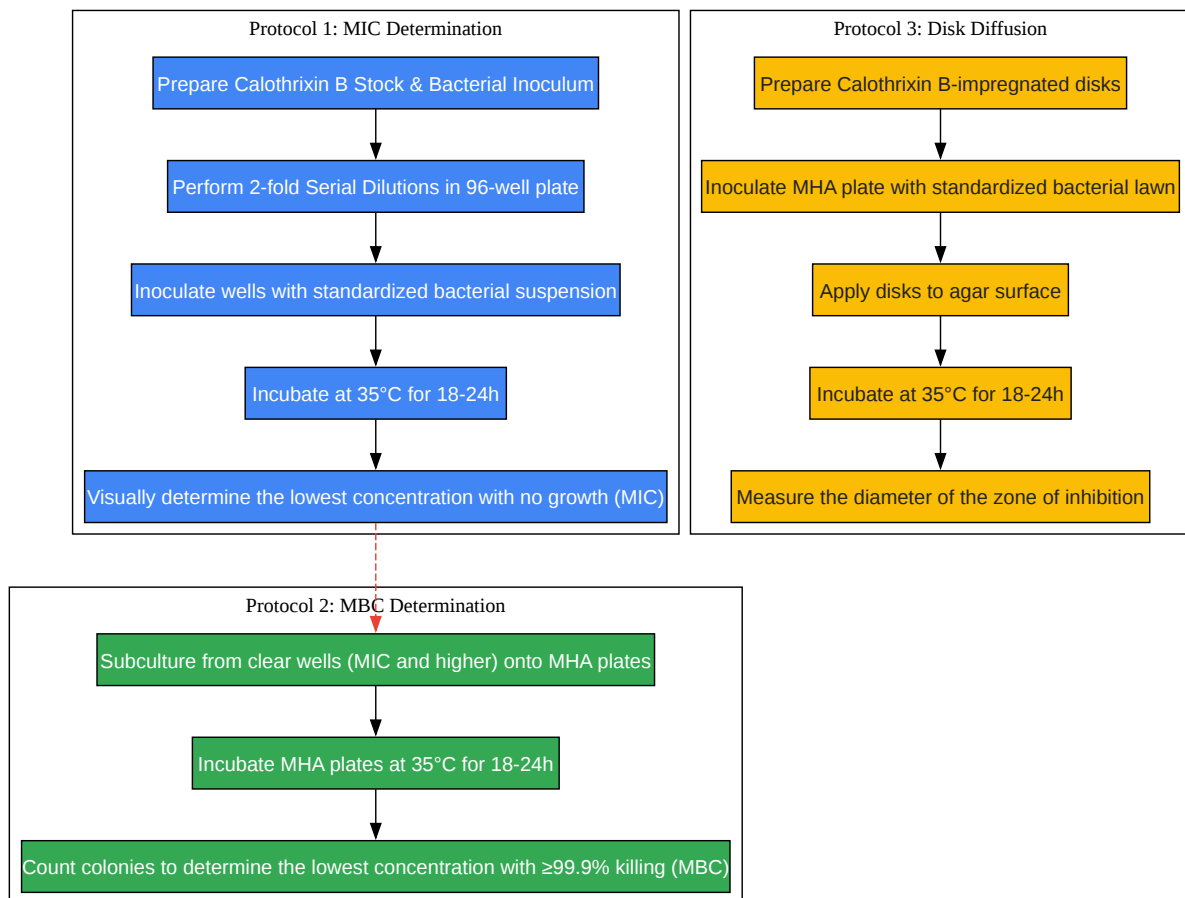 Protocol 1: MIC Determination
Prepare Calothrixin B Stock & Bacterial Inoculum
Perform 2-fold Serial Dilutions in 96-well plate
Inoculate wells with standardized bacterial suspension
Incubate at 35°C for 18-24h
Visually determine the lowest concentration with no growth (MIC)
Protocol 2: MBC Determination
Subculture from clear wells (MIC and higher) onto MHA plates
Incubate MHA plates at 35°C for 18-24h
Count colonies to determine the lowest concentration with ≥99.9% killing (MBC)
Protocol 3: Disk Diffusion
Prepare Calothrixin B-impregnated disks
Inoculate MHA plate with standardized bacterial lawn
Apply disks to agar surface
Incubate at 35°C for 18-24h
Measure the diameter of the zone of inhibition